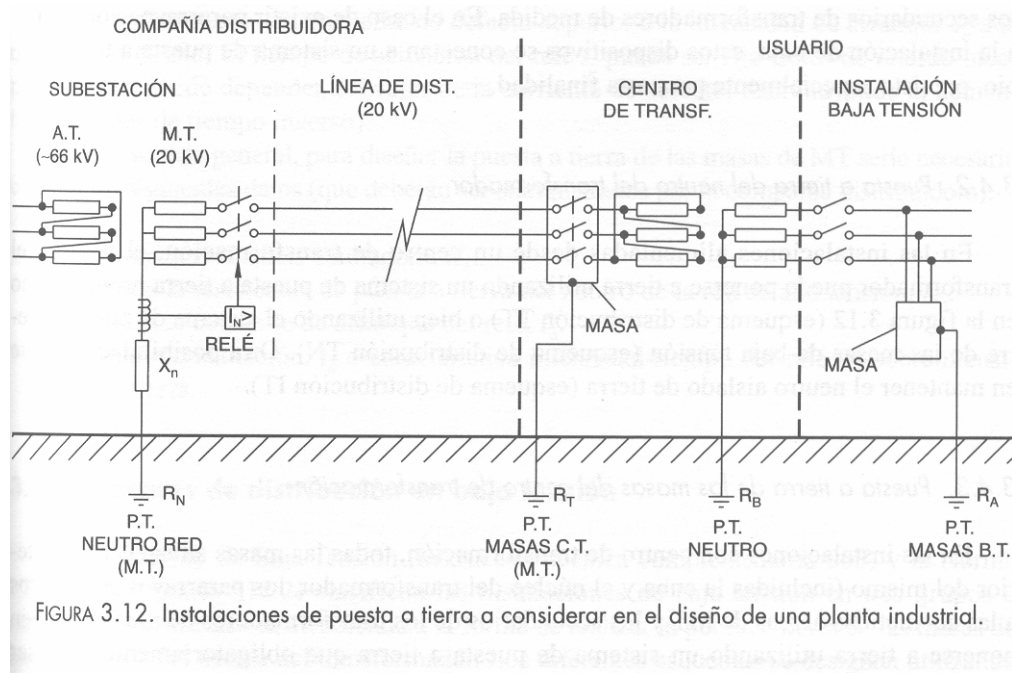 COMPAÑÍA DISTRIBUIDORA
USUARIO
SUBESTACIÓN
LÍNEA DE DIST.
(20 kV)
CENTRO
DE TRANSF.
INSTALACIÓN
BAJA TENSIÓN
A.T.
(~66 kV)
M.T.
(20 kV)
I_N>
RELÉ
X_n
MASA
MASA
R_N
P.T.
NEUTRO RED
(M.T.)
R_T
P.T.
MASAS C.T.
(M.T.)
R_B
P.T.
NEUTRO
R_A
P.T.
MASAS B.T.
FIGURA 3.12. Instalaciones de puesta a tierra a considerar en el diseño de una planta industrial.